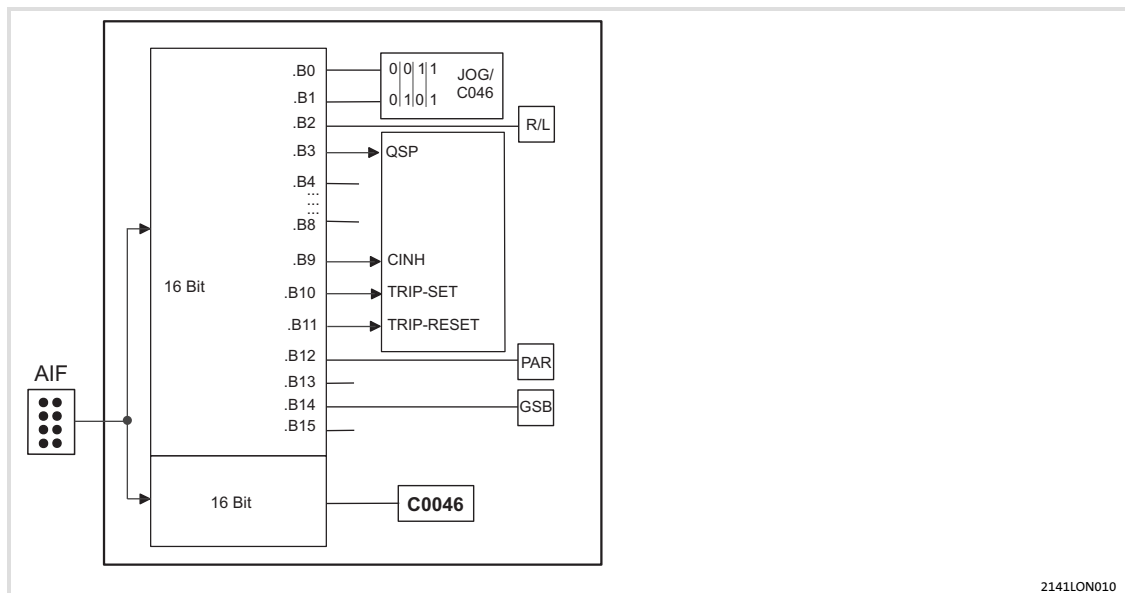 .B0
0 0 1 1
JOG/
C046
.B1
0 1 0 1
.B2
R/L
.B3
QSP
.B4
...
...
.B8
.B9
CINH
16 Bit
.B10
TRIP-SET
.B11
TRIP-RESET
.B12
PAR
AIF
.B13
.B14
GSB
.B15
16 Bit
C0046
2141LON010